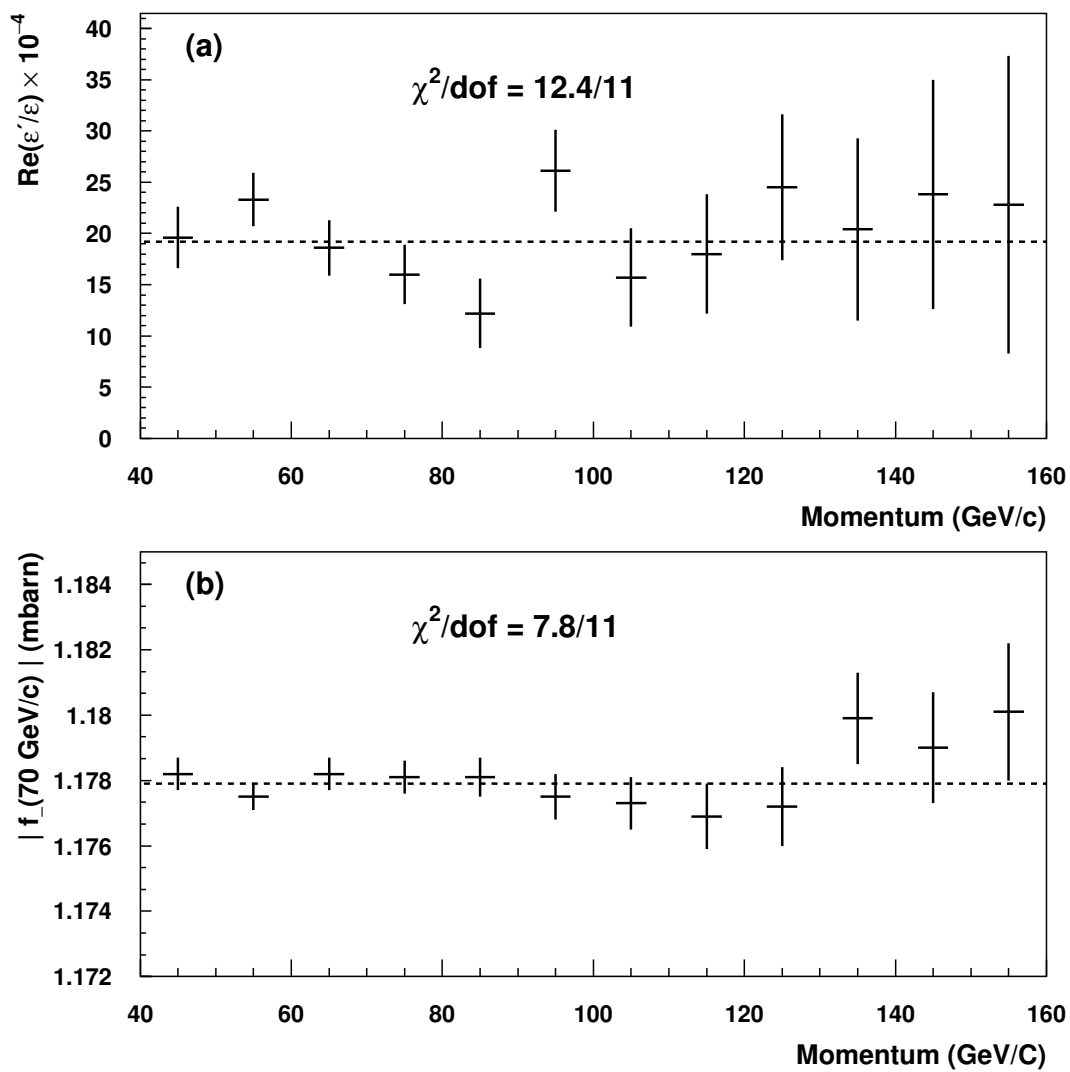 Re(ε′/ε) × 10⁻⁴
(a)
χ²/dof = 12.4/11
40
35
30
25
20
15
10
5
0
40 60 80 100 120 140 160
Momentum (GeV/c)
| f_(70 GeV/c) | (mbarn)
(b)
χ²/dof = 7.8/11
1.184
1.182
1.18
1.178
1.176
1.174
1.172
40 60 80 100 120 140 160
Momentum (GeV/C)